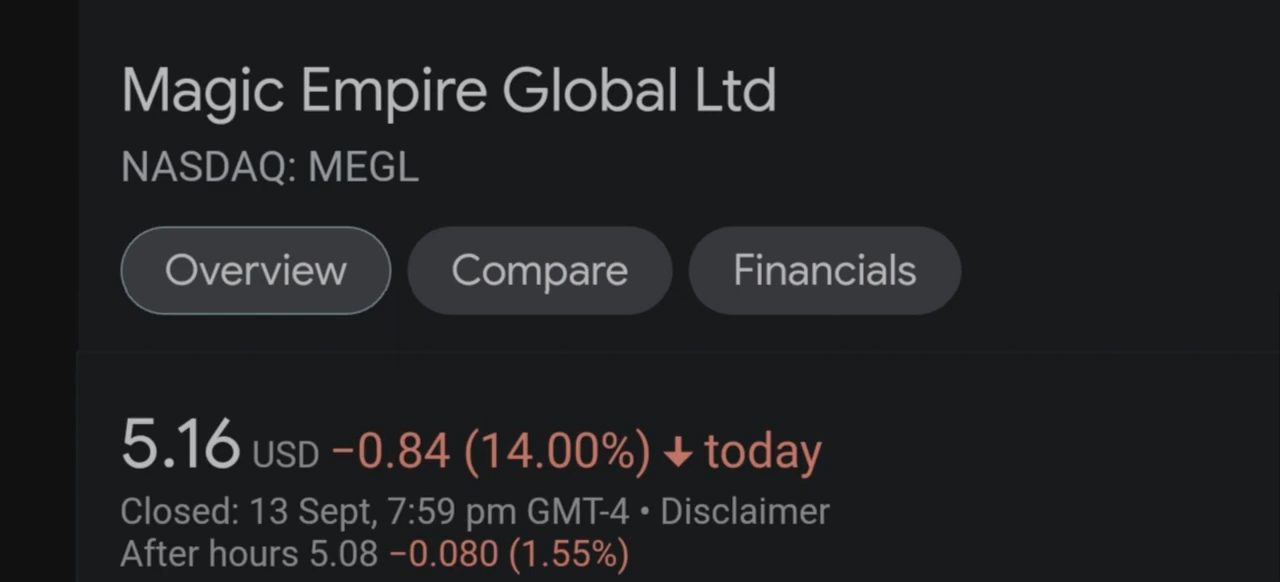 Magic Empire Global Ltd
NASDAQ: MEGL
Overview Compare Financials
5.16 USD −0.84 (14.00%) ↓ today
Closed: 13 Sept, 7:59 pm GMT-4 • Disclaimer
After hours 5.08 −0.080 (1.55%)